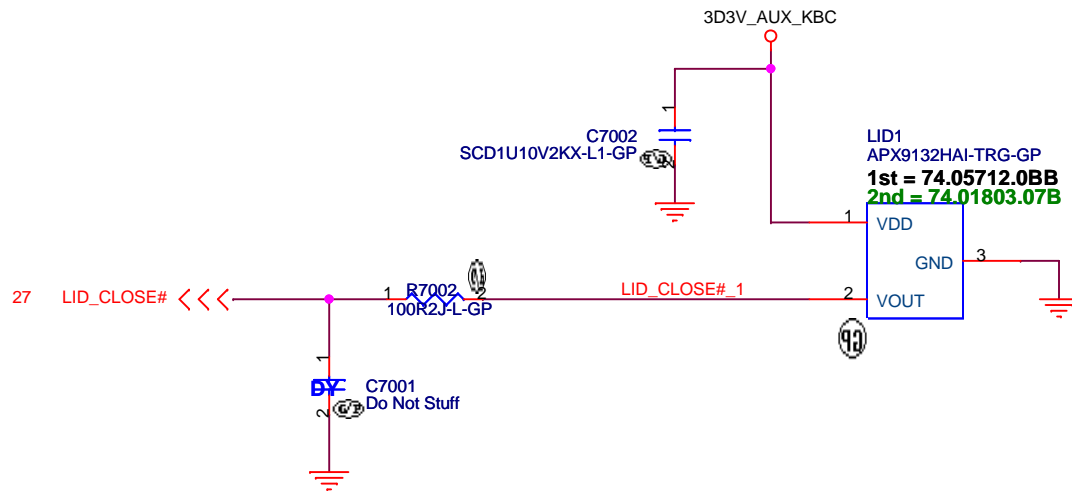 3D3V_AUX_KBC
1
C7002
SCD1U10V2KX-L1-GP
2
LID1
APX9132HAI-TRG-GP
1st = 74.05712.0BB
2nd = 74.01803.07B
1
VDD
GND
3
27
LID_CLOSE#
1
R7002
2
100R2J-L-GP
LID_CLOSE#_1
2
VOUT
GP
1
DY
C7001
Do Not Stuff
2